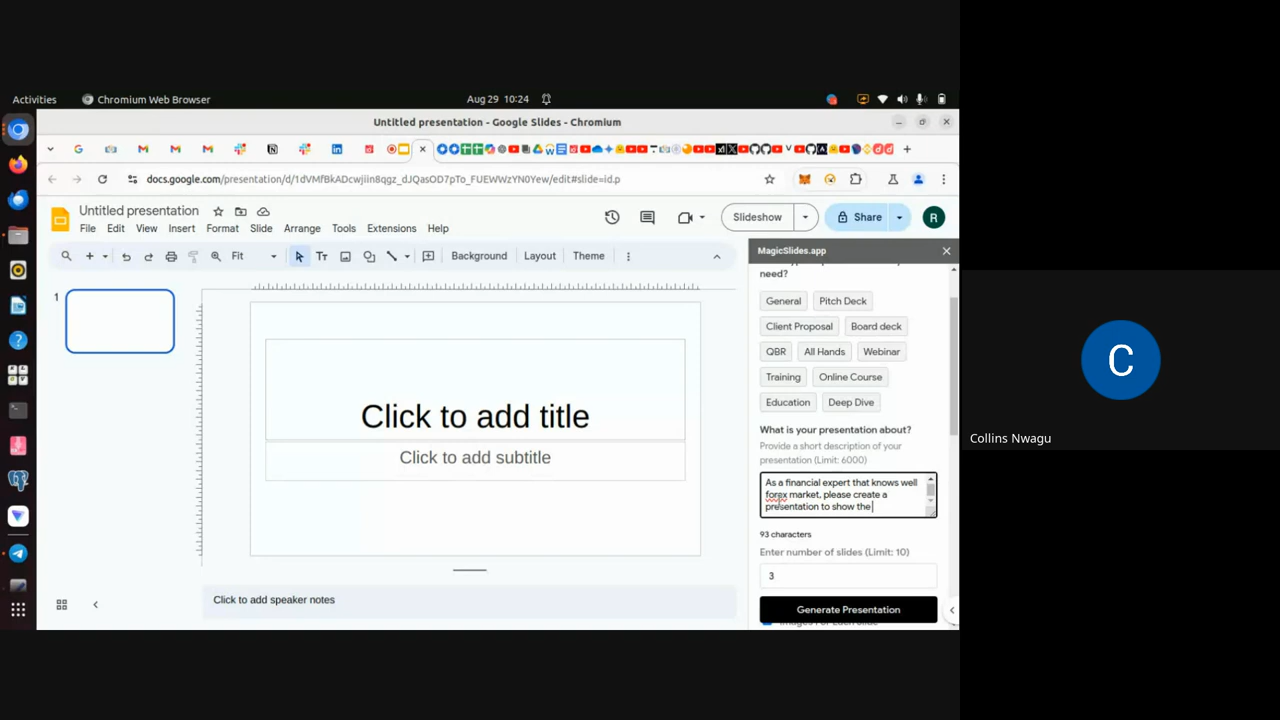 Activities
Chromium Web Browser
Aug 29 10:24
Untitled presentation - Google Slides - Chromium
docs.google.com/presentation/d/1dVMfBkADcwjiin8qgz_dJQasOD7pTo_FUEWWzYN0Yew/edit#slide=id.p
Untitled presentation
File Edit View Insert Format Slide Arrange Tools Extensions Help
Slideshow
Share
R
Fit
Background
Layout
Theme
MagicSlides.app
need?
General
Pitch Deck
Client Proposal
Board deck
QBR
All Hands
Webinar
Training
Online Course
Education
Deep Dive
What is your presentation about?
Provide a short description of your
presentation (Limit: 6000)
As a financial expert that knows well
forex market, please create a
presentation to show the
93 characters
Enter number of slides (Limit: 10)
3
Generate Presentation
1
Click to add title
Click to add subtitle
Click to add speaker notes
C
Collins Nwagu